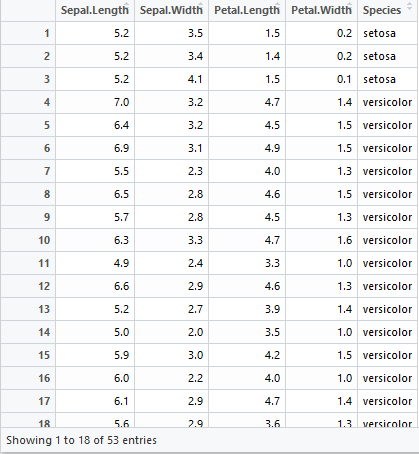 Sepal.Length Sepal.Width Petal.Length Petal.Width Species
1 5.2 3.5 1.5 0.2 setosa
2 5.2 3.4 1.4 0.2 setosa
3 5.2 4.1 1.5 0.1 setosa
4 7.0 3.2 4.7 1.4 versicolor
5 6.4 3.2 4.5 1.5 versicolor
6 6.9 3.1 4.9 1.5 versicolor
7 5.5 2.3 4.0 1.3 versicolor
8 6.5 2.8 4.6 1.5 versicolor
9 5.7 2.8 4.5 1.3 versicolor
10 6.3 3.3 4.7 1.6 versicolor
11 4.9 2.4 3.3 1.0 versicolor
12 6.6 2.9 4.6 1.3 versicolor
13 5.2 2.7 3.9 1.4 versicolor
14 5.0 2.0 3.5 1.0 versicolor
15 5.9 3.0 4.2 1.5 versicolor
16 6.0 2.2 4.0 1.0 versicolor
17 6.1 2.9 4.7 1.4 versicolor
18 5.6 2.9 3.6 1.3 versicolor
Showing 1 to 18 of 53 entries